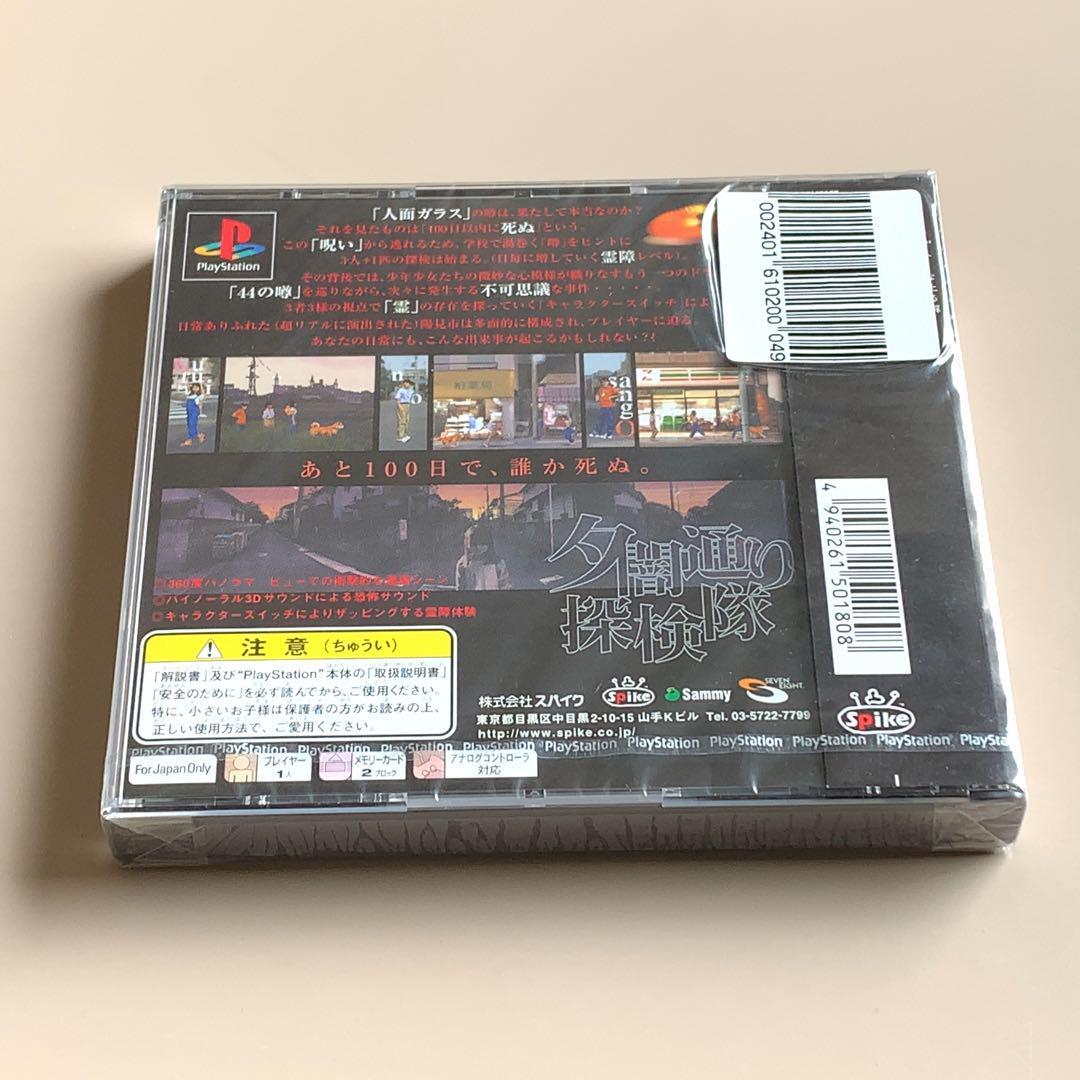 PlayStation
「人面ガラス」の噂は、果たして本当なのか?
それを見たものは「100日以内に死ぬ」という。
この「呪い」から逃れるため、学校で渦巻く「噂」をヒントに
3人+1匹の探検は始まる。(日毎に増していく霊障レベル)。
その背後では、少年少女たちの微妙な心模様が織りなすもう一つのド
「44の噂」を巡りながら、次々に発生する不可思議な事件・・・・・
3者3様の視点で「霊」の存在を探っていく「キャラクタースイッチ」によ
日常ありふれた(超リアルに演出された)陽見市は多面的に構成され、プレイヤーに迫る。
あなたの日常にも、こんな出来事が起こるかもしれない?!
002401 610200 049
sango
あと100日で、誰か死ぬ。
夕闇通り
探検隊
◎360度パノラマ ビューでの衝撃的な遭遇シーン
◎バイノーラル3Dサウンドによる恐怖サウンド
◎キャラクタースイッチによりザッピングする霊障体験
注意(ちゅうい)
「解説書」及び"PlayStation"本体の「取扱説明書」
「安全のために」を必ず読んでから、ご使用ください。
特に、小さいお子様は保護者の方がお読みの上、
正しい使用方法で、ご愛用ください。
株式会社スパイク Spike Sammy SEVEN EIGHT.
東京都目黒区中目黒2-10-15 山手Kビル Tel. 03-5722-7799
http://www.spike.co.jp/
4 940261 501808
Spike
PlayStation PlayStation PlayStation PlayStation PlayStation PlayStation PlayStation PlayStation PlayStation PlayStation
For Japan Only
プレイヤー
1人
メモリーカード
2ブロック
アナログコントローラ
対応